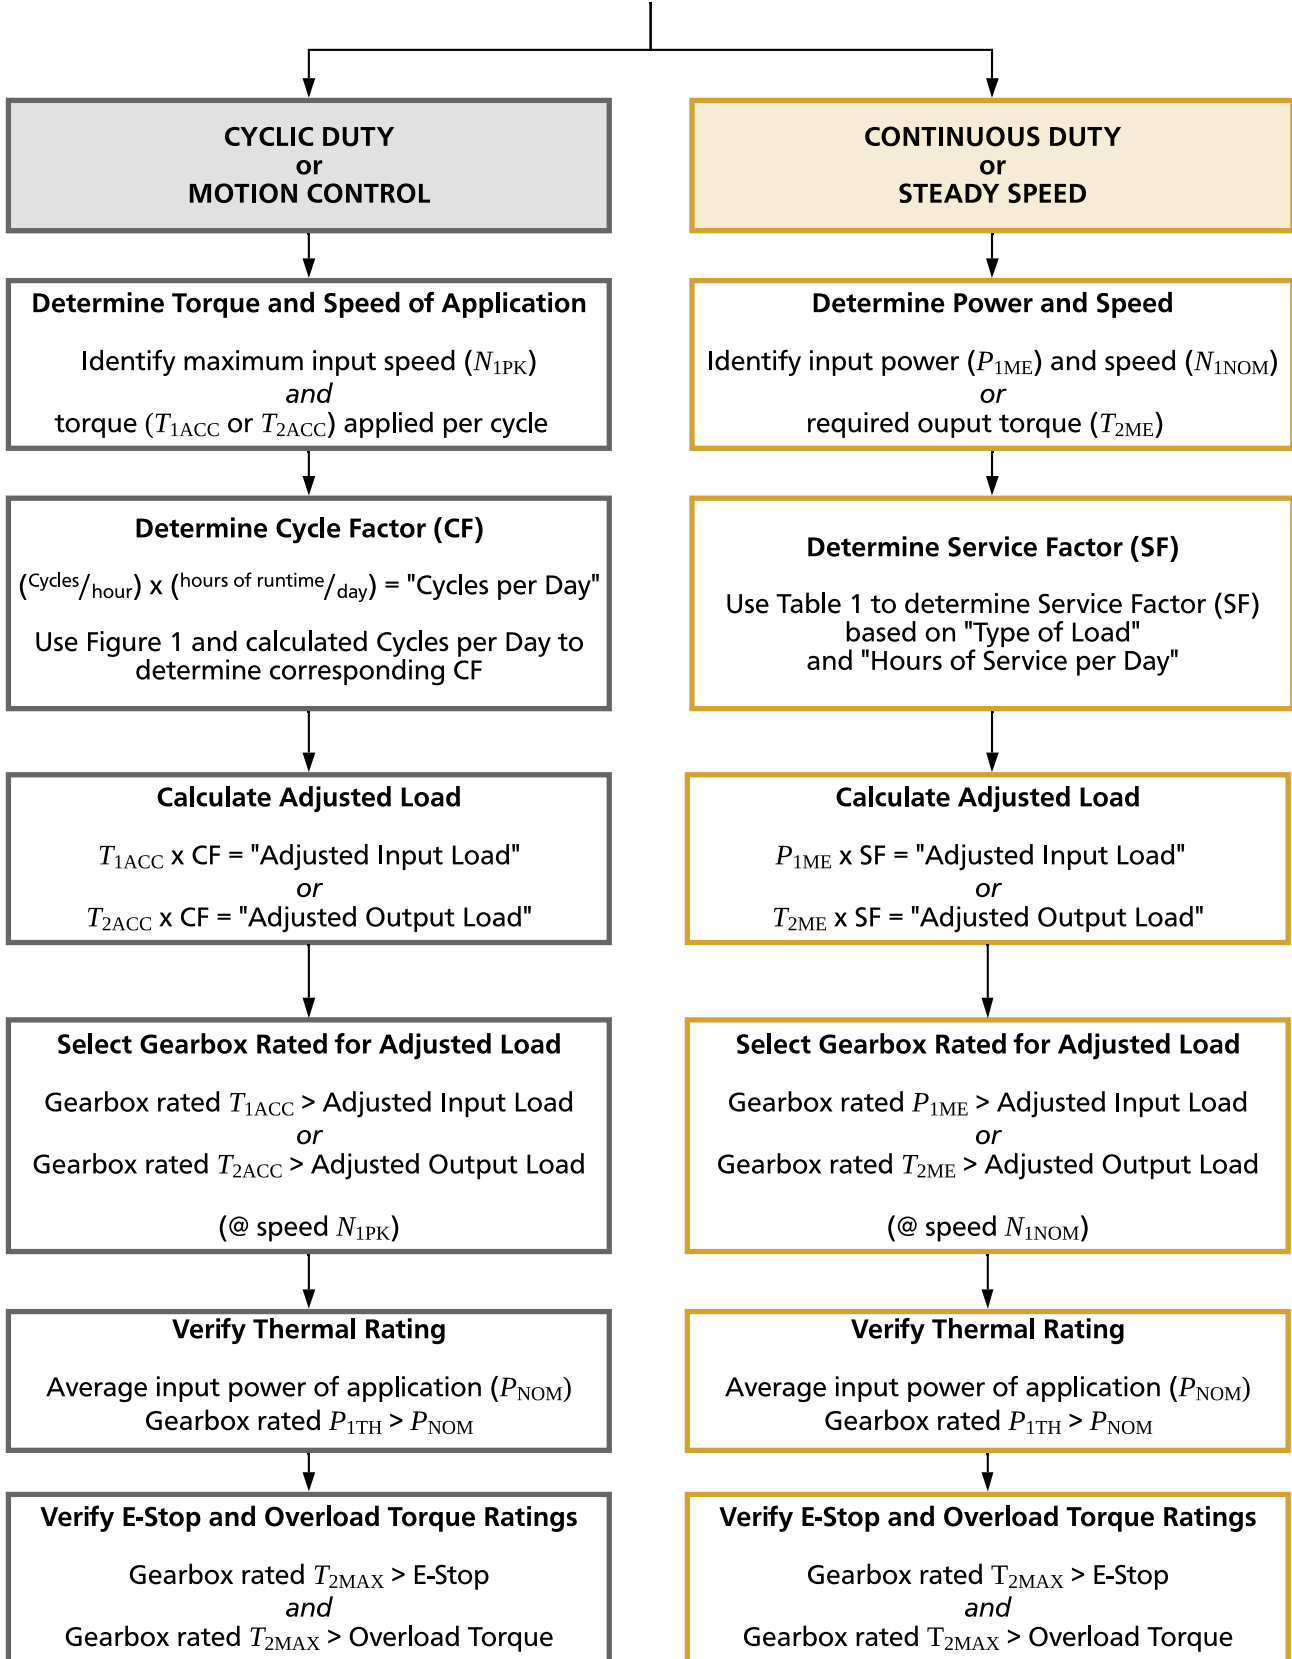 CYCLIC DUTY
or
MOTION CONTROL
Determine Torque and Speed of Application
Identify maximum input speed (N1PK)
and
torque (T1ACC or T2ACC) applied per cycle
Determine Cycle Factor (CF)
(Cycles/hour) x (hours of runtime/day) = "Cycles per Day"
Use Figure 1 and calculated Cycles per Day to
determine corresponding CF
Calculate Adjusted Load
T1ACC x CF = "Adjusted Input Load"
or
T2ACC x CF = "Adjusted Output Load"
Select Gearbox Rated for Adjusted Load
Gearbox rated T1ACC > Adjusted Input Load
or
Gearbox rated T2ACC > Adjusted Output Load
(@ speed N1PK)
Verify Thermal Rating
Average input power of application (PNOM)
Gearbox rated P1TH > PNOM
Verify E-Stop and Overload Torque Ratings
Gearbox rated T2MAX > E-Stop
and
Gearbox rated T2MAX > Overload Torque
CONTINUOUS DUTY
or
STEADY SPEED
Determine Power and Speed
Identify input power (P1ME) and speed (N1NOM)
or
required ouput torque (T2ME)
Determine Service Factor (SF)
Use Table 1 to determine Service Factor (SF)
based on "Type of Load"
and "Hours of Service per Day"
Calculate Adjusted Load
P1ME x SF = "Adjusted Input Load"
or
T2ME x SF = "Adjusted Output Load"
Select Gearbox Rated for Adjusted Load
Gearbox rated P1ME > Adjusted Input Load
or
Gearbox rated T2ME > Adjusted Output Load
(@ speed N1NOM)
Verify Thermal Rating
Average input power of application (PNOM)
Gearbox rated P1TH > PNOM
Verify E-Stop and Overload Torque Ratings
Gearbox rated T2MAX > E-Stop
and
Gearbox rated T2MAX > Overload Torque